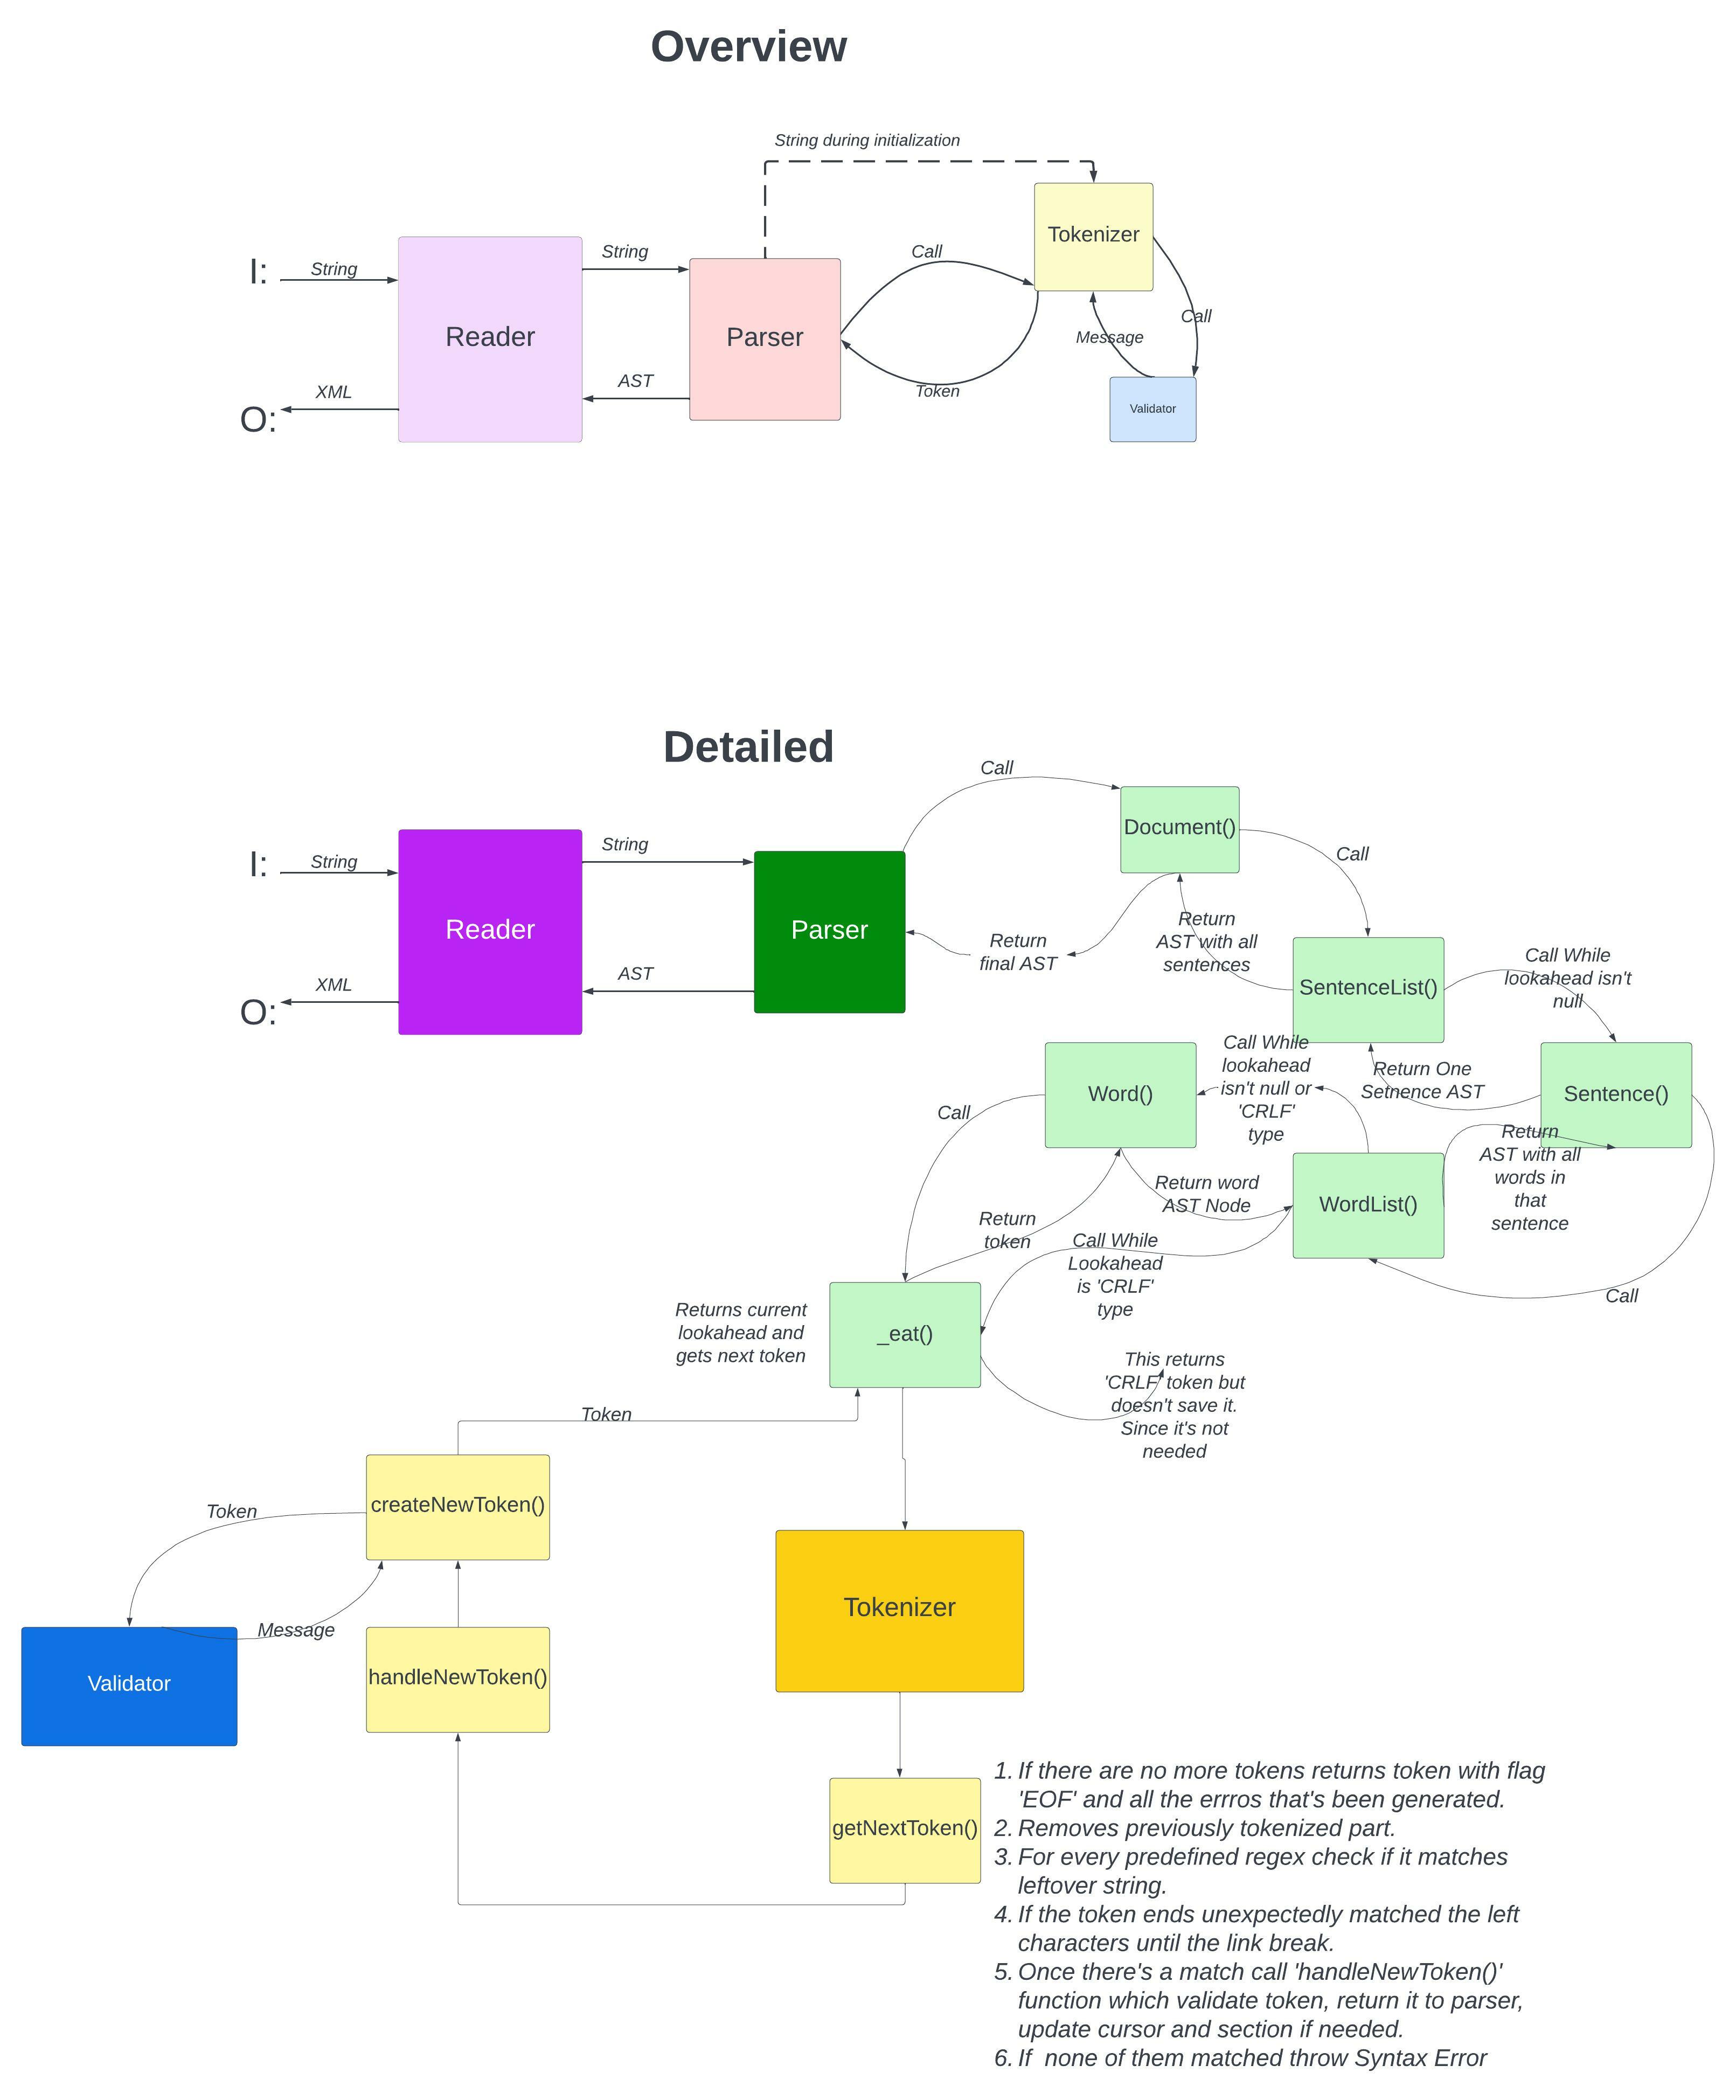 Overview
String during initialization
Tokenizer
I:
String
String
Call
Reader
Parser
Call
Message
XML
AST
Token
O:
Validator
Detailed
Call
Document()
I:
String
String
Call
Reader
Parser
Return
AST with all
sentences
Return
final AST
Call While
lookahead isn't
null
SentenceList()
XML
AST
O:
Call While
lookahead
isn't null or
'CRLF'
type
Return One
Setnence AST
Sentence()
Word()
Call
Return
AST with all
words in
that
sentence
Return word
AST Node
WordList()
Return
token
Call While
Lookahead
is 'CRLF'
type
Call
Returns current
lookahead and
gets next token
_eat()
This returns
'CRLF' token but
doesn't save it.
Since it's not
needed
Token
createNewToken()
Token
Message
Tokenizer
Validator
handleNewToken()
getNextToken()
1. If there are no more tokens returns token with flag
'EOF' and all the errros that's been generated.
2. Removes previously tokenized part.
3. For every predefined regex check if it matches
leftover string.
4. If the token ends unexpectedly matched the left
characters until the link break.
5. Once there's a match call 'handleNewToken()'
function which validate token, return it to parser,
update cursor and section if needed.
6. If none of them matched throw Syntax Error